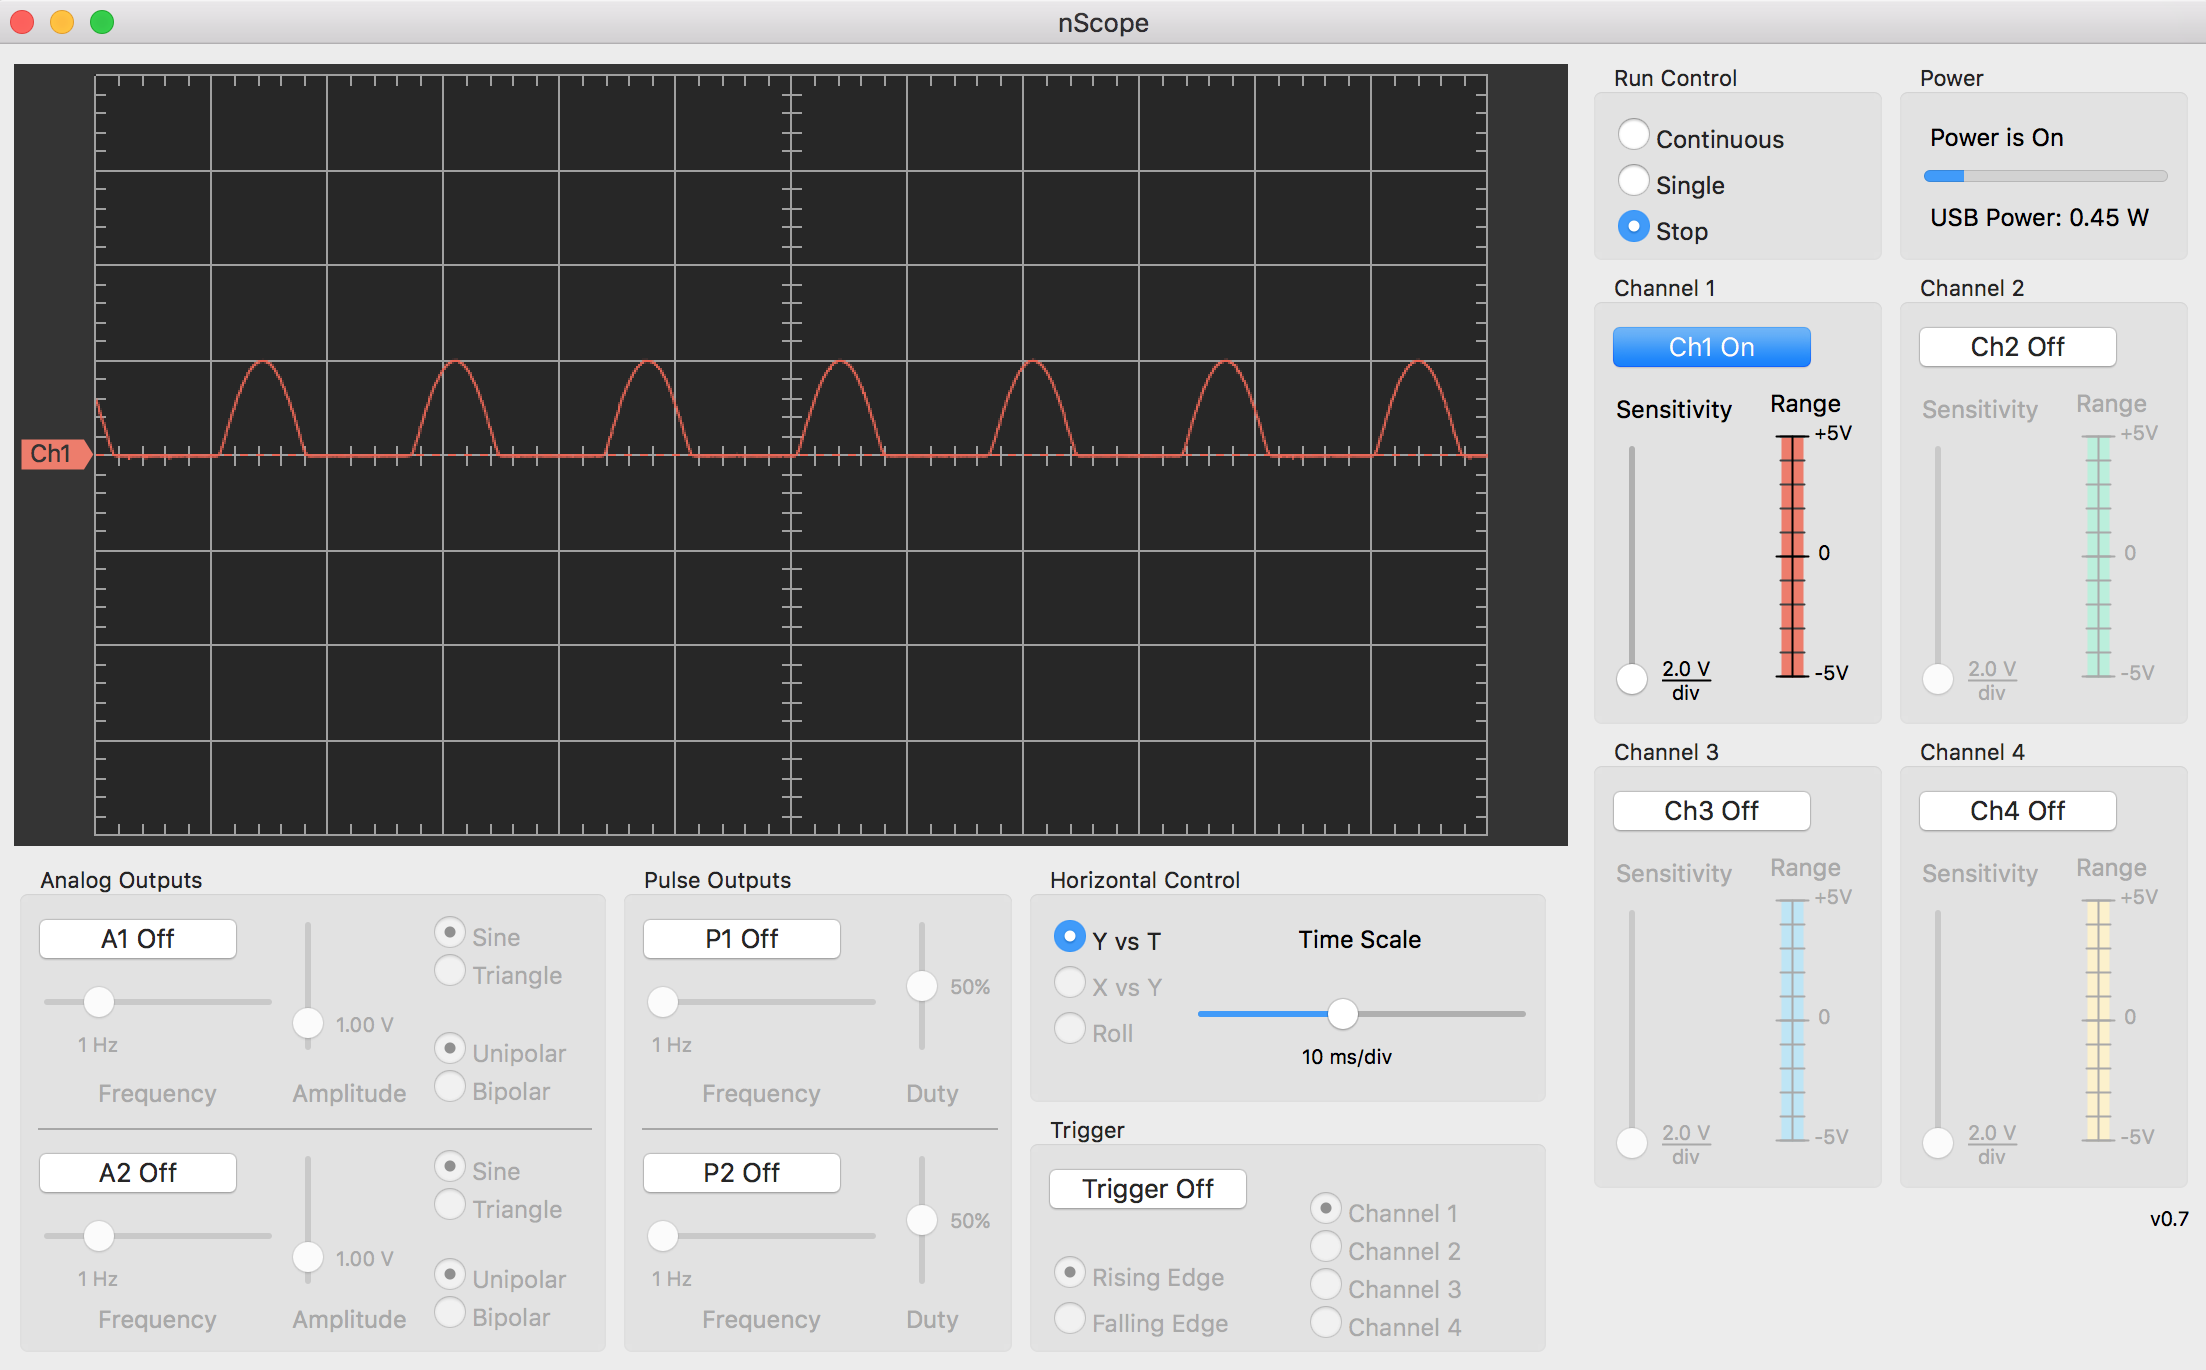 nScope
Ch1
Run Control
Continuous
Single
Stop
Power
Power is On
USB Power: 0.45 W
Channel 1
Ch1 On
Sensitivity
Range
+5V
0
-5V
2.0 V
div
Channel 2
Ch2 Off
Sensitivity
Range
+5V
0
-5V
2.0 V
div
Channel 3
Ch3 Off
Sensitivity
Range
+5V
0
-5V
2.0 V
div
Channel 4
Ch4 Off
Sensitivity
Range
+5V
0
-5V
2.0 V
div
v0.7
Analog Outputs
A1 Off
1 Hz
Frequency
1.00 V
Amplitude
Sine
Triangle
Unipolar
Bipolar
A2 Off
1 Hz
Frequency
1.00 V
Amplitude
Sine
Triangle
Unipolar
Bipolar
Pulse Outputs
P1 Off
1 Hz
Frequency
50%
Duty
P2 Off
1 Hz
Frequency
50%
Duty
Horizontal Control
Y vs T
X vs Y
Roll
Time Scale
10 ms/div
Trigger
Trigger Off
Rising Edge
Falling Edge
Channel 1
Channel 2
Channel 3
Channel 4